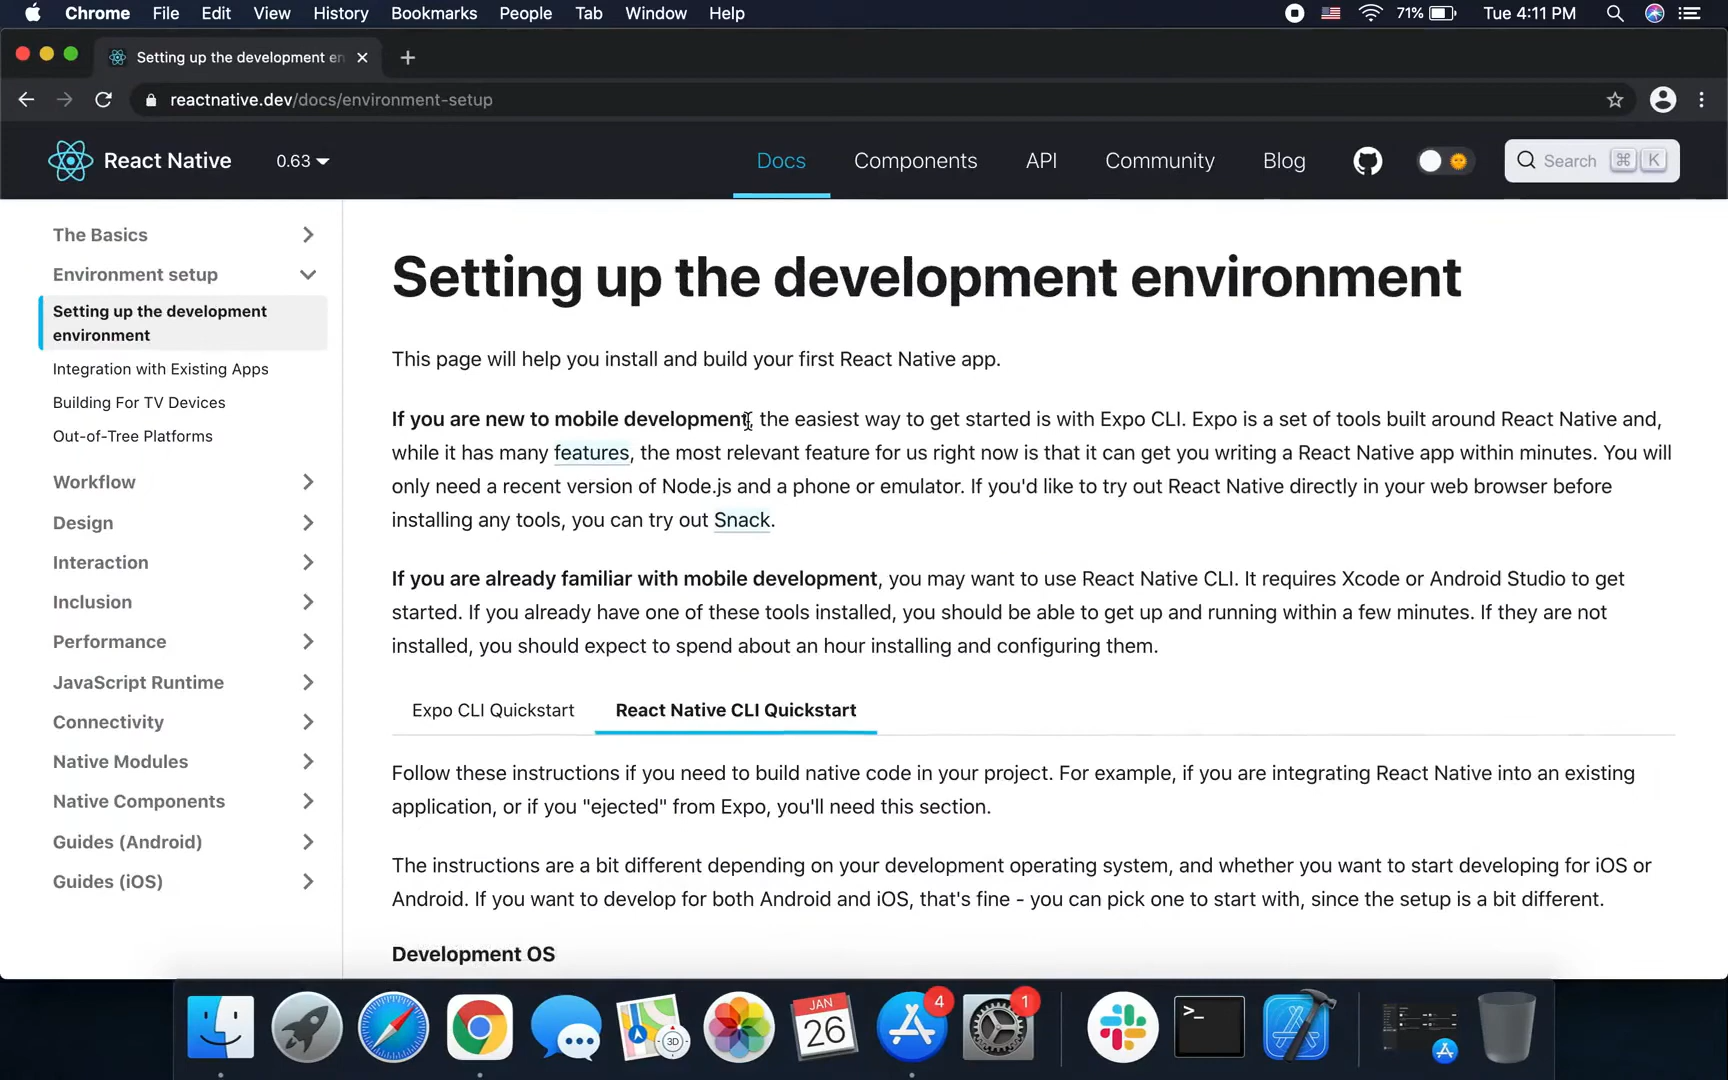 Chrome File Edit View History Bookmarks People Tab Window Help 71% Tue 4:11 PM
Setting up the development en
reactnative.dev/docs/environment-setup
React Native 0.63 Docs Components API Community Blog Search ⌘ K
The Basics
Environment setup
Setting up the development
environment
Integration with Existing Apps
Building For TV Devices
Out-of-Tree Platforms
Workflow
Design
Interaction
Inclusion
Performance
JavaScript Runtime
Connectivity
Native Modules
Native Components
Guides (Android)
Guides (iOS)
Setting up the development environment
This page will help you install and build your first React Native app.
If you are new to mobile development, the easiest way to get started is with Expo CLI. Expo is a set of tools built around React Native and,
while it has many features, the most relevant feature for us right now is that it can get you writing a React Native app within minutes. You will
only need a recent version of Node.js and a phone or emulator. If you'd like to try out React Native directly in your web browser before
installing any tools, you can try out Snack.
If you are already familiar with mobile development, you may want to use React Native CLI. It requires Xcode or Android Studio to get
started. If you already have one of these tools installed, you should be able to get up and running within a few minutes. If they are not
installed, you should expect to spend about an hour installing and configuring them.
Expo CLI Quickstart React Native CLI Quickstart
Follow these instructions if you need to build native code in your project. For example, if you are integrating React Native into an existing
application, or if you "ejected" from Expo, you'll need this section.
The instructions are a bit different depending on your development operating system, and whether you want to start developing for iOS or
Android. If you want to develop for both Android and iOS, that's fine - you can pick one to start with, since the setup is a bit different.
Development OS
3D JAN 26 4 1 >_